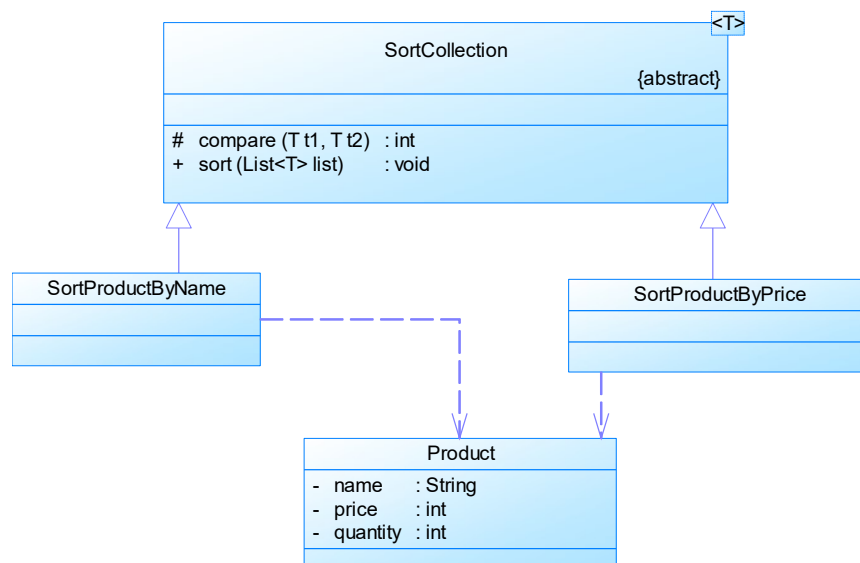 <T>
SortCollection
{abstract}
# compare (T t1, T t2) : int
+ sort (List<T> list) : void
SortProductByName
SortProductByPrice
Product
- name : String
- price : int
- quantity : int